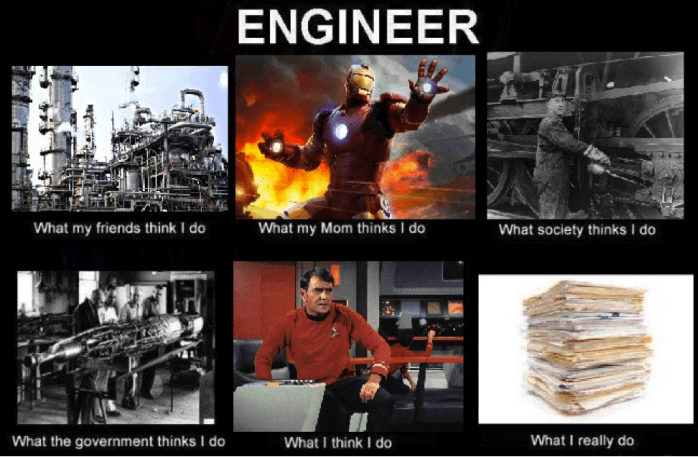 ENGINEER
What my friends think I do
What my Mom thinks I do
What society thinks I do
What the government thinks I do
What I think I do
What I really do